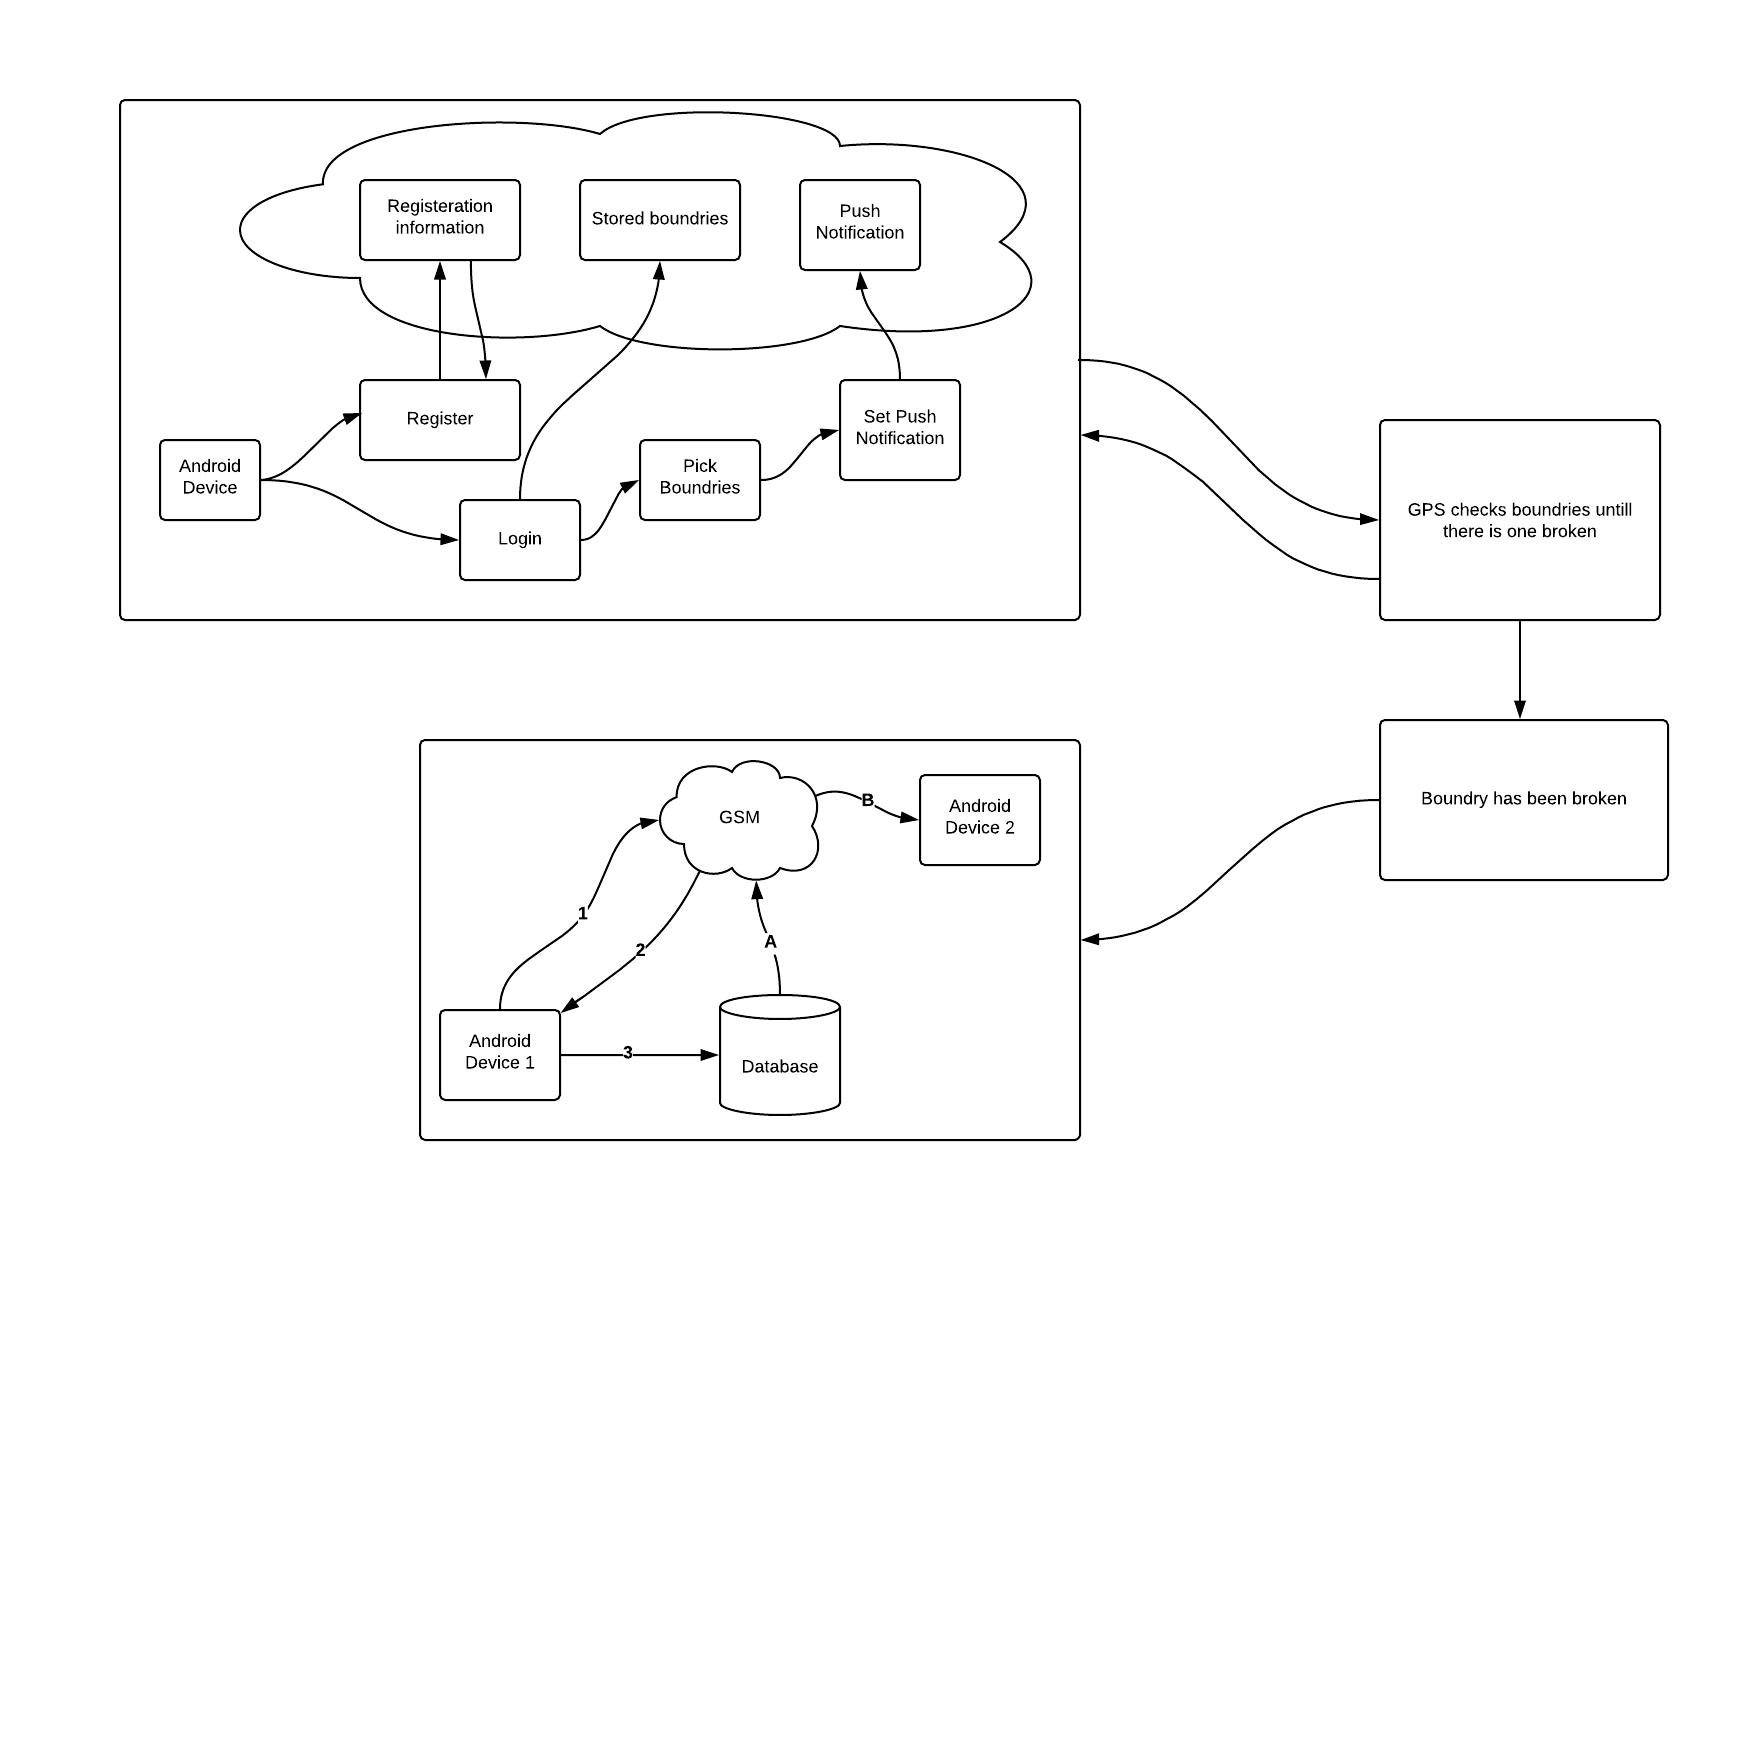 Registeration
information
Stored boundries
Push
Notification
Register
Set Push
Notification
Android
Device
Pick
Boundries
Login
GPS checks boundries untill
there is one broken
Boundry has been broken
GSM
B
Android
Device 2
1
2
A
Android
Device 1
3
Database